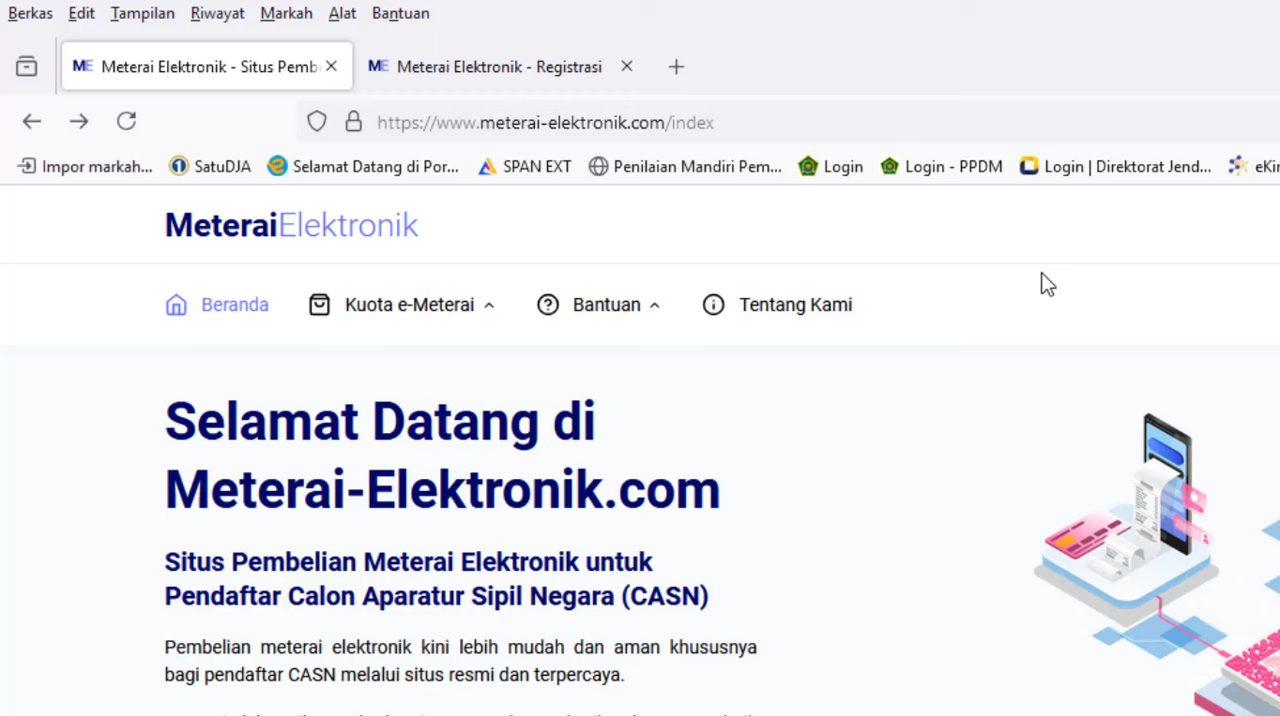 Berkas Edit Tampilan Riwayat Markah Alat Bantuan
ME Meterai Elektronik - Situs Pemb ME Meterai Elektronik - Registrasi
https://www.meterai-elektronik.com/index
Impor markah... SatuDJA Selamat Datang di Por... SPAN EXT Penilaian Mandiri Pem... Login Login - PPDM Login | Direktorat Jend... eKin
MeteraiElektronik
Beranda Kuota e-Meterai Bantuan Tentang Kami
Selamat Datang di
Meterai-Elektronik.com
Situs Pembelian Meterai Elektronik untuk
Pendaftar Calon Aparatur Sipil Negara (CASN)
Pembelian meterai elektronik kini lebih mudah dan aman khususnya
bagi pendaftar CASN melalui situs resmi dan terpercaya.